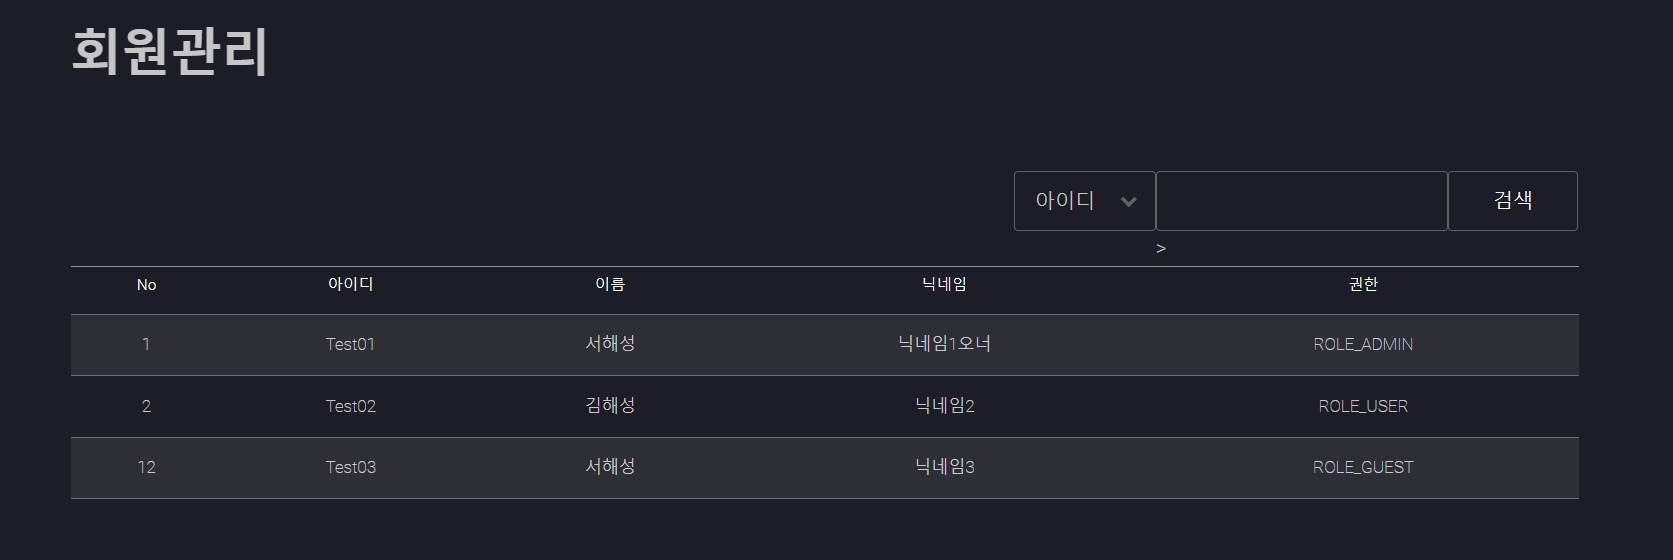 회원관리
아이디 검색
>
No 아이디 이름 닉네임 권한
1 Test01 서해성 닉네임1오너 ROLE_ADMIN
2 Test02 김해성 닉네임2 ROLE_USER
12 Test03 서해성 닉네임3 ROLE_GUEST